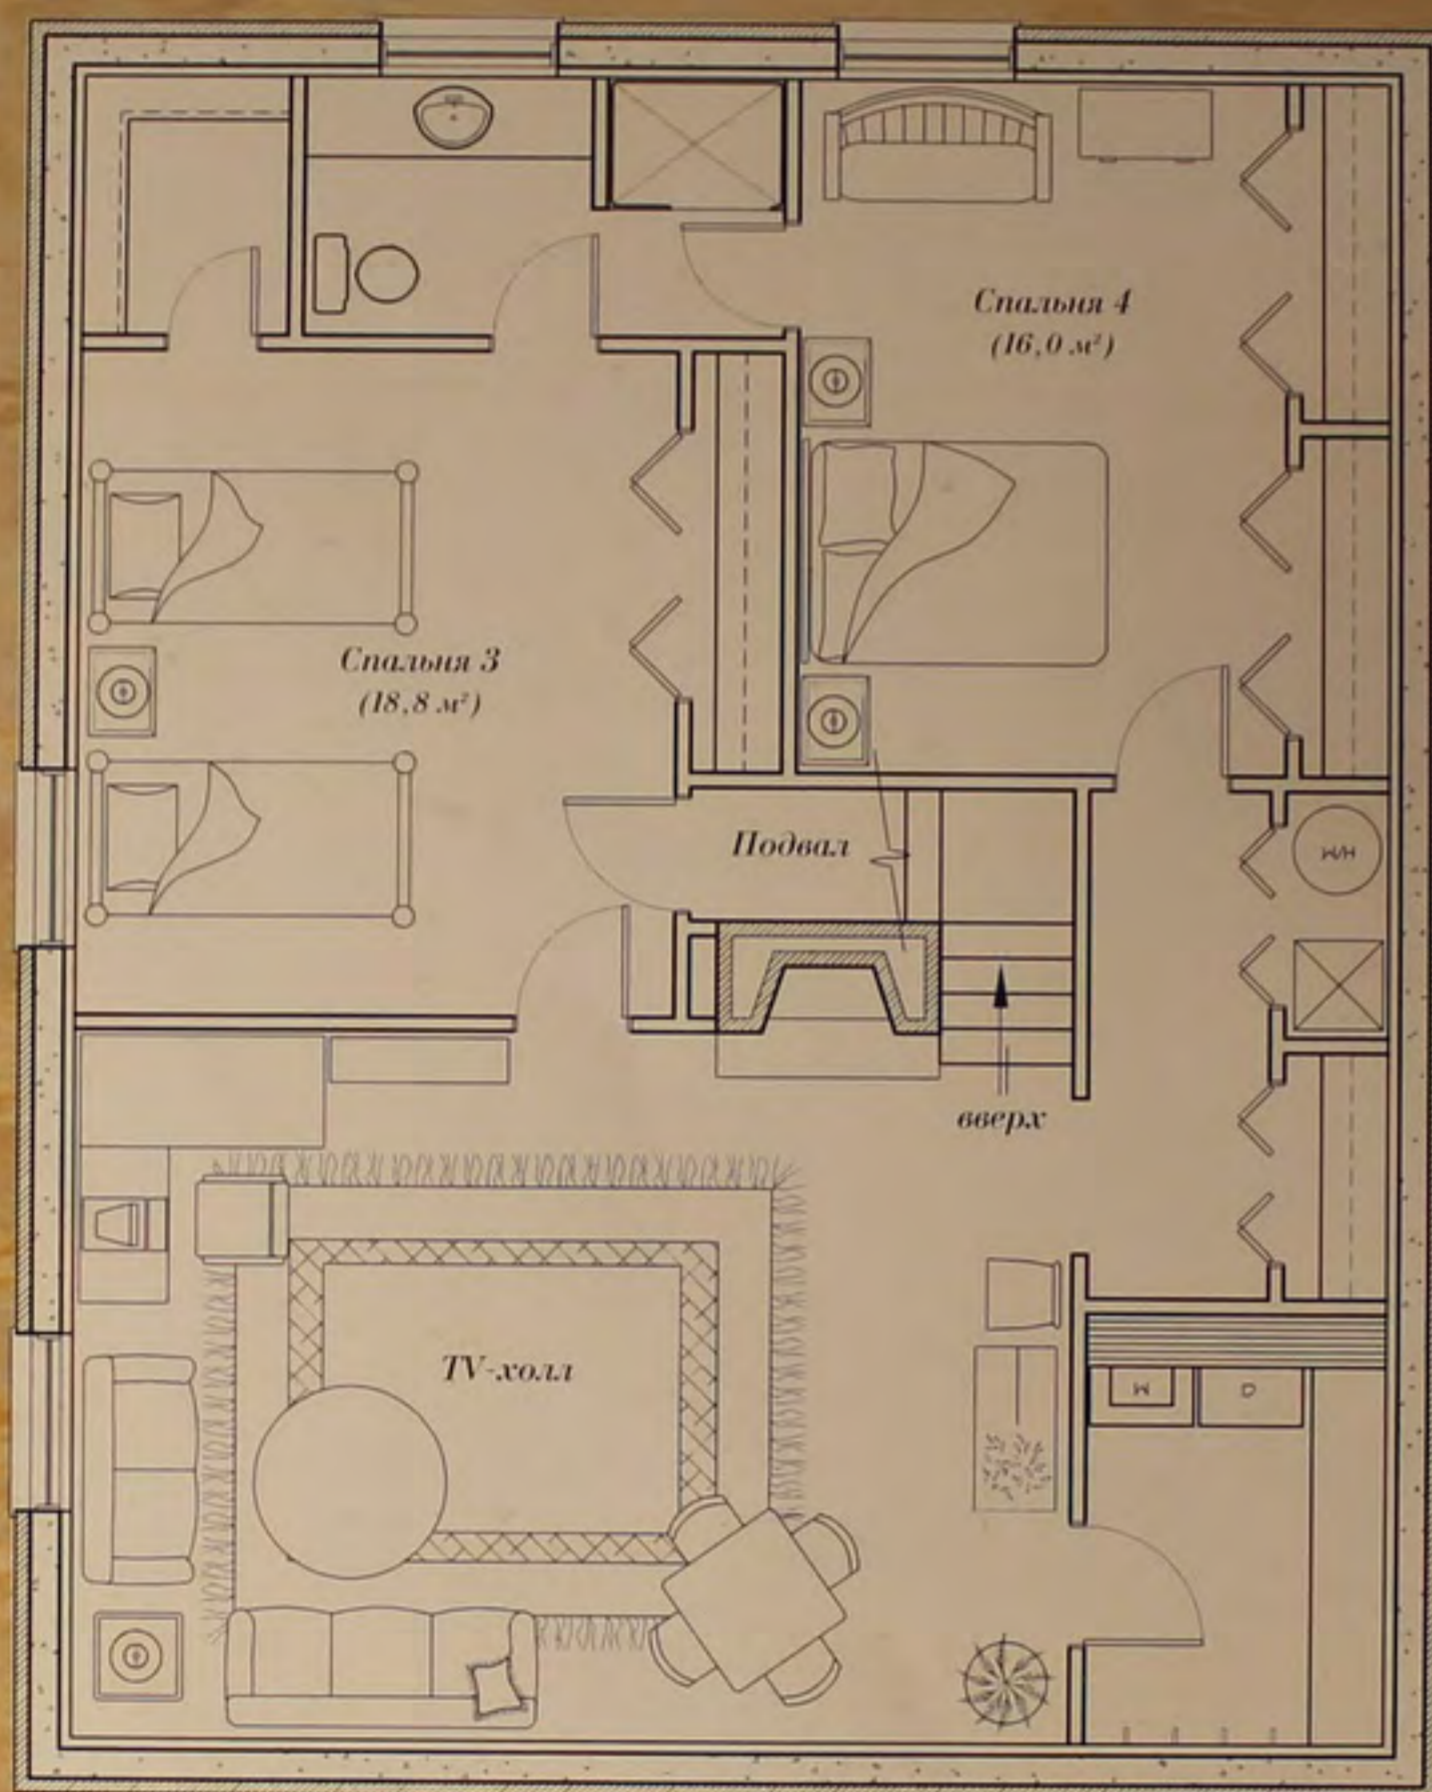 Спальня 4
(16,0 м²)
Спальня 3
(18,8 м²)
Подвал
H/M
вверх
TV-холл
M
D